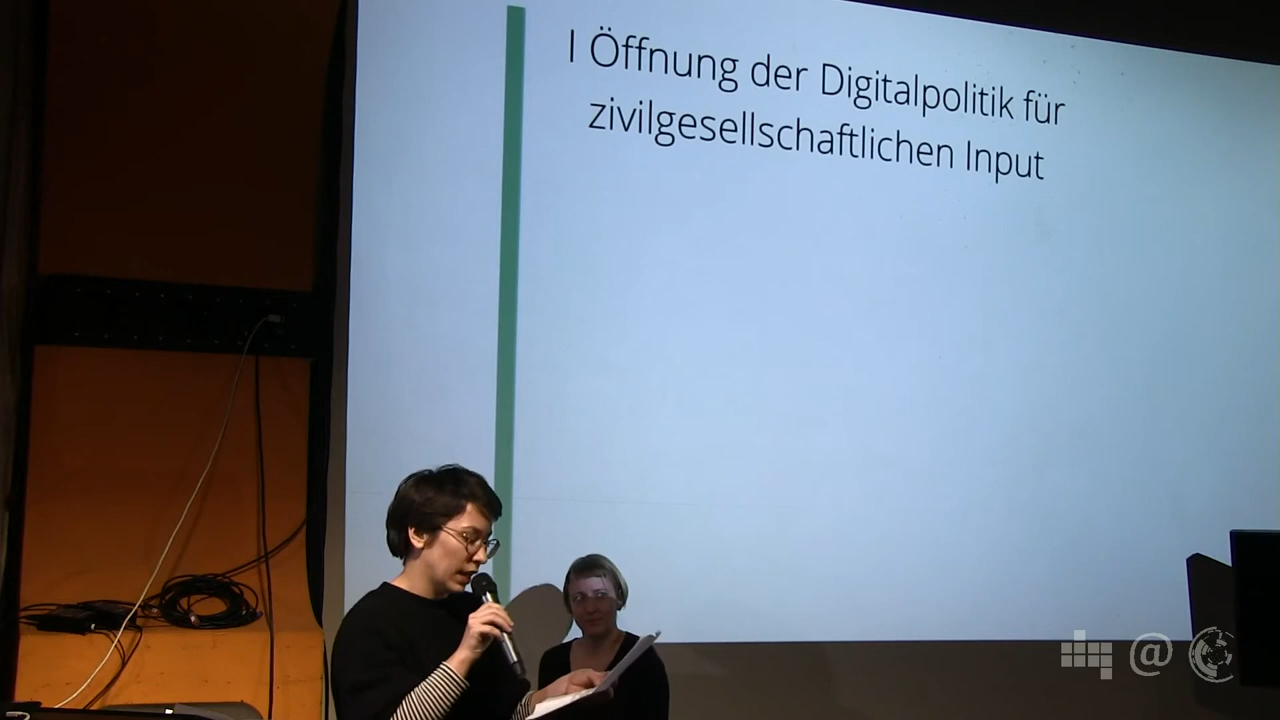 I Öffnung der Digitalpolitik für
zivilgesellschaftlichen Input
@